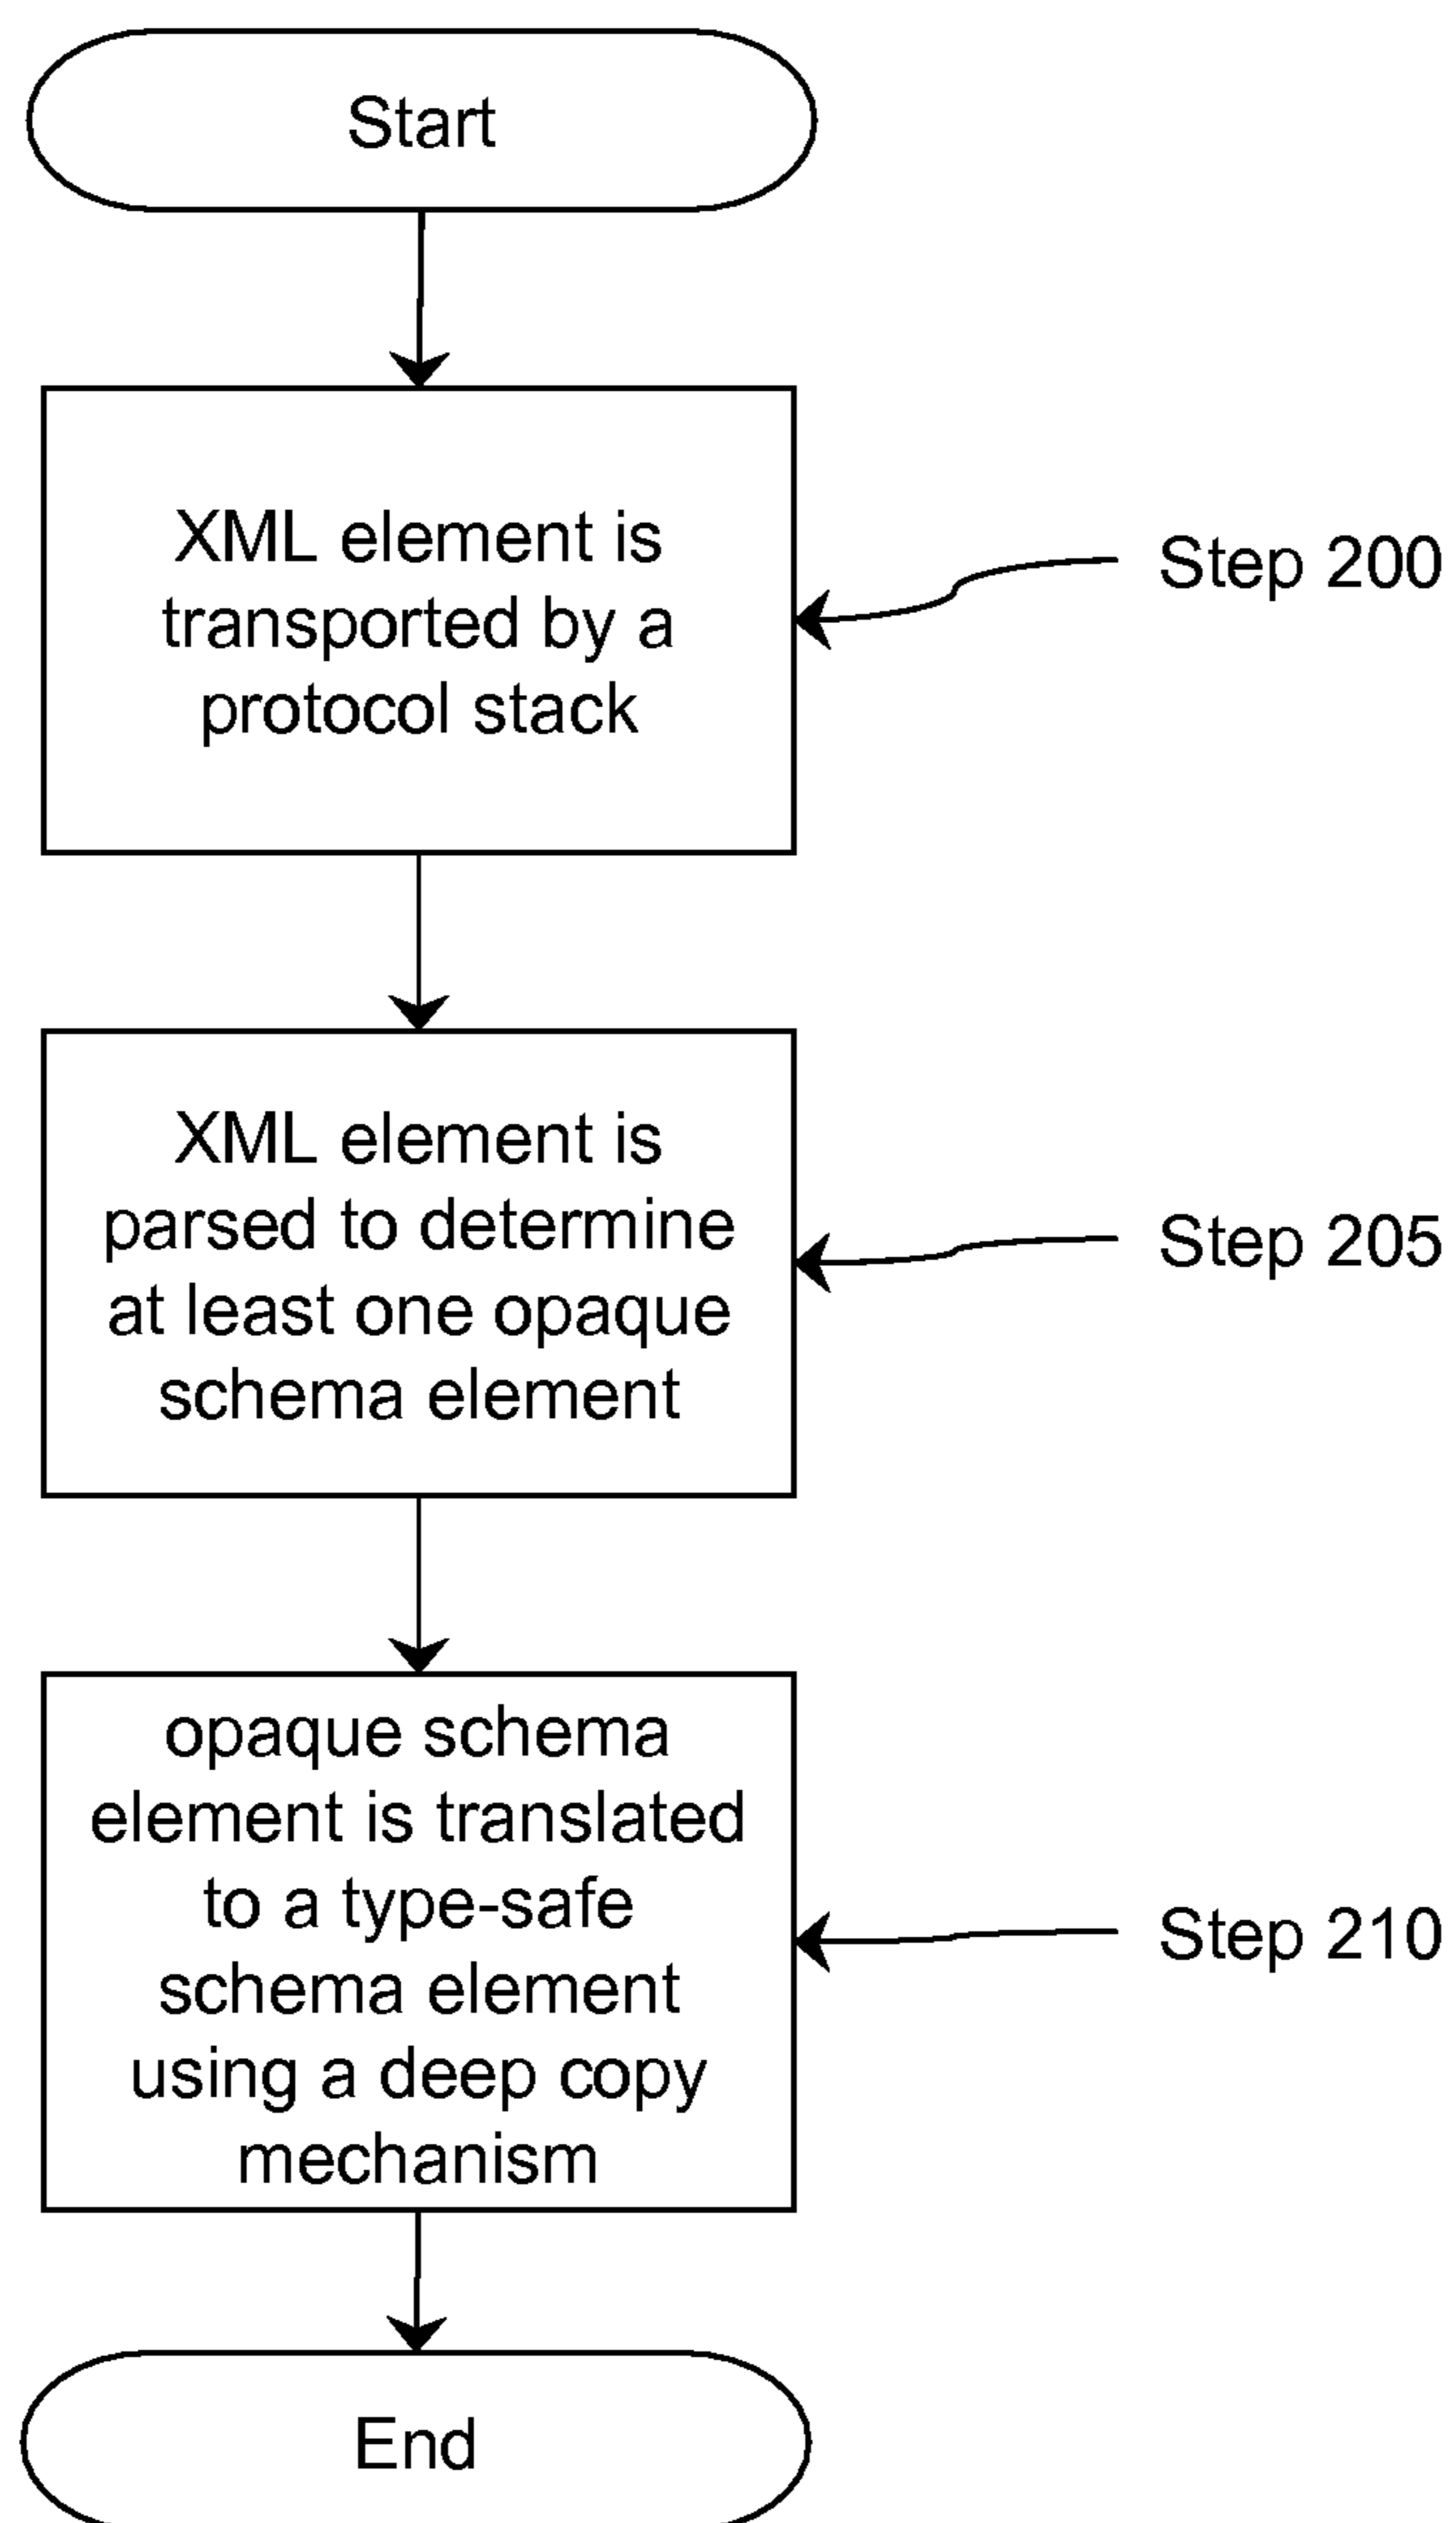 Start
XML element is
transported by a
protocol stack
Step 200
XML element is
parsed to determine
at least one opaque
schema element
Step 205
opaque schema
element is translated
to a type-safe
schema element
using a deep copy
mechanism
Step 210
End